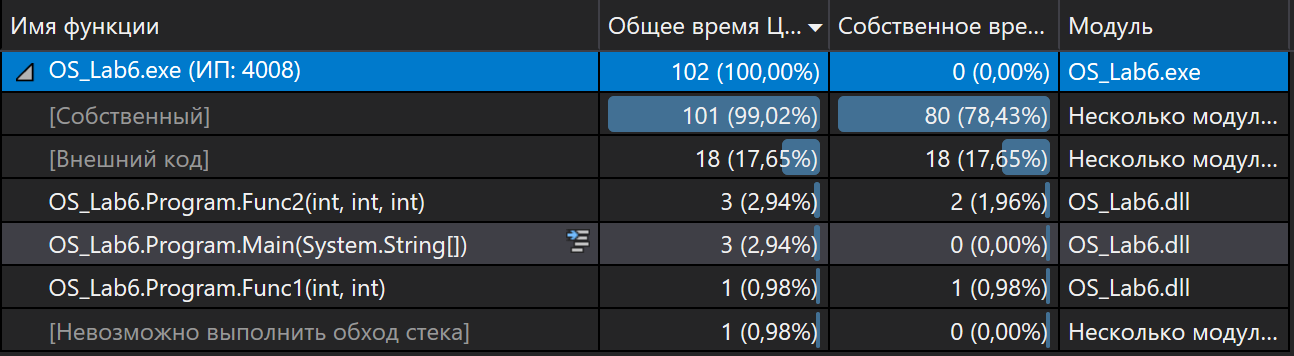 Имя функции Общее время Ц... Собственное вре... Модуль
OS_Lab6.exe (ИП: 4008) 102 (100,00%) 0 (0,00%) OS_Lab6.exe
[Собственный] 101 (99,02%) 80 (78,43%) Несколько модул...
[Внешний код] 18 (17,65%) 18 (17,65%) Несколько модул...
OS_Lab6.Program.Func2(int, int, int) 3 (2,94%) 2 (1,96%) OS_Lab6.dll
OS_Lab6.Program.Main(System.String[]) 3 (2,94%) 0 (0,00%) OS_Lab6.dll
OS_Lab6.Program.Func1(int, int) 1 (0,98%) 1 (0,98%) OS_Lab6.dll
[Невозможно выполнить обход стека] 1 (0,98%) 0 (0,00%) Несколько модул...